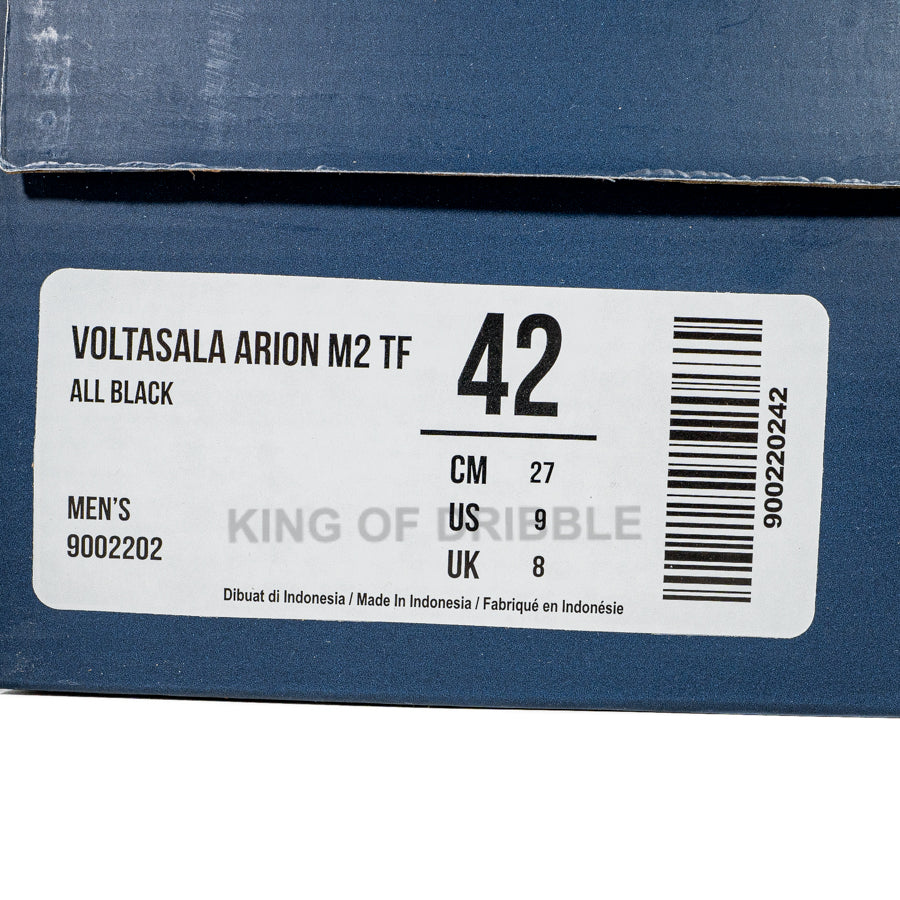 VOLTASALA ARION M2 TF
ALL BLACK
42
CM 27
US 9
UK 8
MEN'S
9002202
KING OF DRIBBLE
Dibuat di Indonesia / Made In Indonesia / Fabriqué en Indonésie
900220242